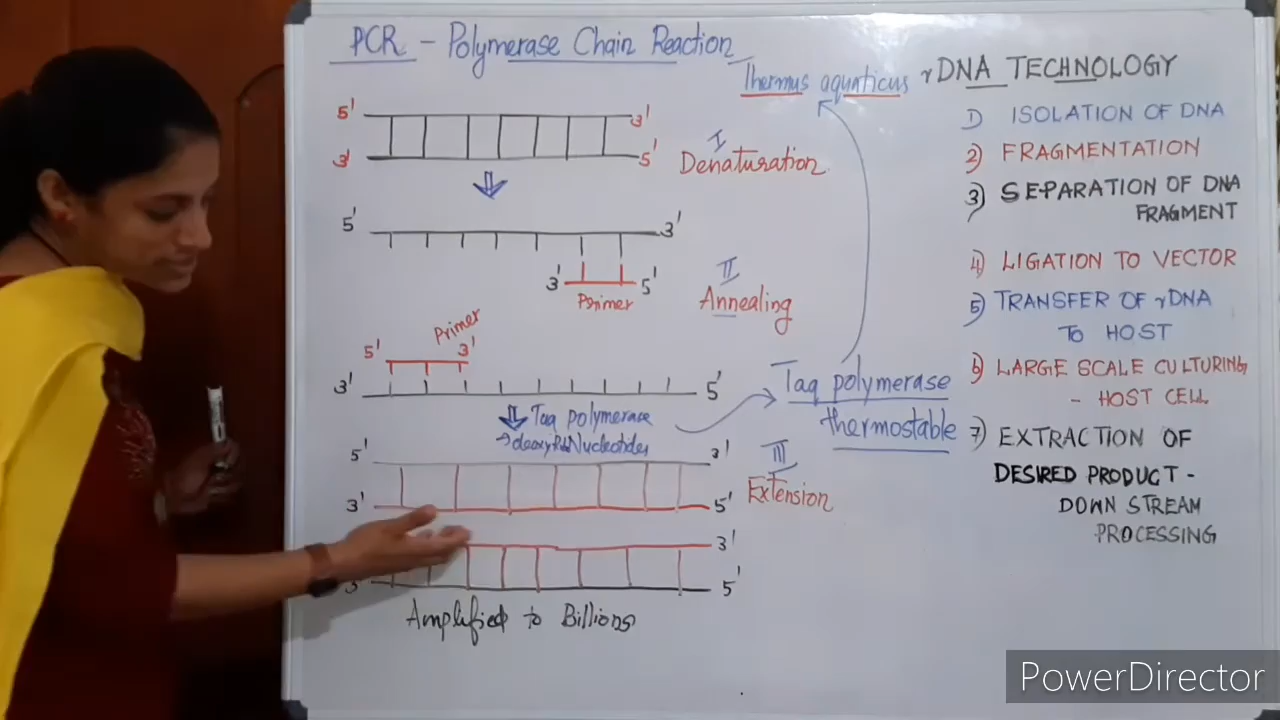 PCR - Polymerase Chain Reaction
Thermus aquaticus
5' 3'
3' 5'
I
Denaturation
5' 3'
3' 5'
Primer
II
Annealing
Primer
5' 3'
3' 5'
Taq polymerase
Taq polymerase
thermostable
5' 3'
3' 5'
III
Extension
3'
3' 5'
Amplified to Billions
rDNA TECHNOLOGY
1) ISOLATION OF DNA
2) FRAGMENTATION
3) SEPARATION OF DNA
FRAGMENT
4) LIGATION TO VECTOR
5) TRANSFER OF rDNA
TO HOST
6) LARGE SCALE CULTURING
- HOST CELL
7) EXTRACTION OF
DESIRED PRODUCT -
DOWN STREAM
PROCESSING
PowerDirector